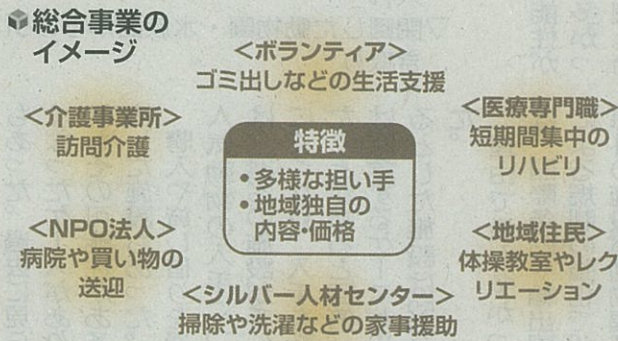 総合事業の
イメージ
<ボランティア>
ゴミ出しなどの生活支援
<介護事業所>
訪問介護
<医療専門職>
短期間集中の
リハビリ
特徴
•多様な担い手
•地域独自の
内容・価格
<NPO法人>
病院や買い物の
送迎
<地域住民>
体操教室やレク
リエーション
<シルバー人材センター>
掃除や洗濯などの家事援助